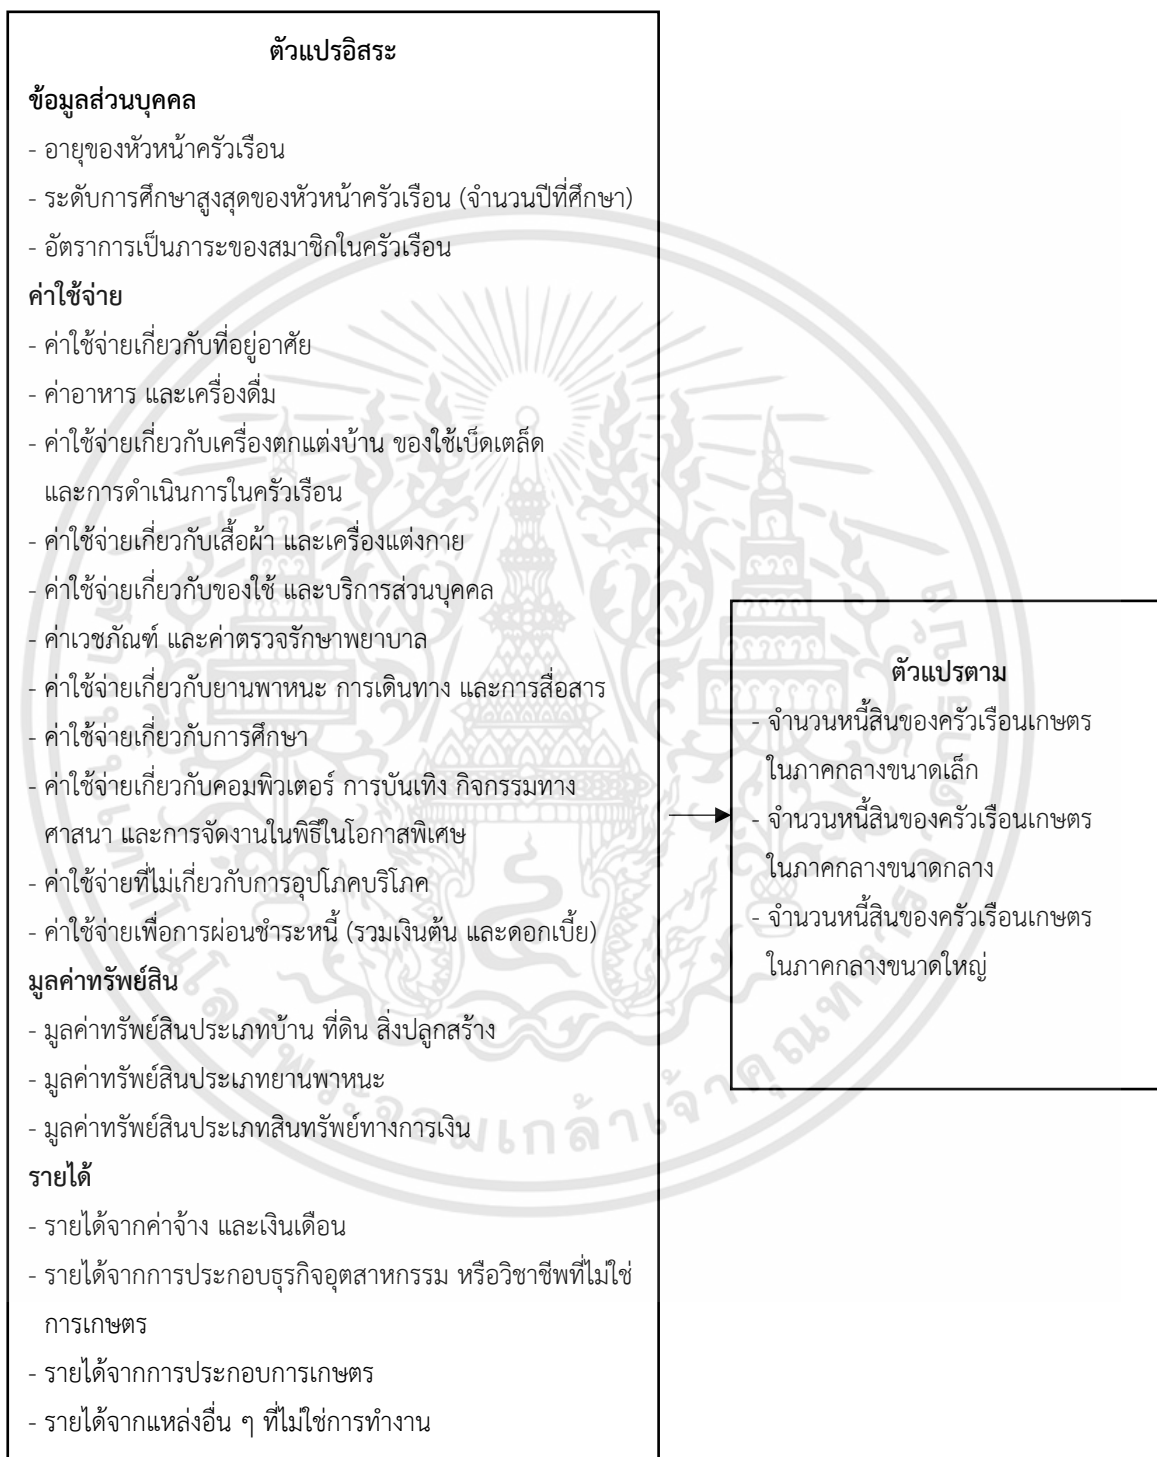 ตัวแปรอิสระ
ข้อมูลส่วนบุคคล
- อายุของหัวหน้าครัวเรือน
- ระดับการศึกษาสูงสุดของหัวหน้าครัวเรือน (จำนวนปีที่ศึกษา)
- อัตราการเป็นภาระของสมาชิกในครัวเรือน
ค่าใช้จ่าย
- ค่าใช้จ่ายเกี่ยวกับที่อยู่อาศัย
- ค่าอาหาร และเครื่องดื่ม
- ค่าใช้จ่ายเกี่ยวกับเครื่องตกแต่งบ้าน ของใช้เบ็ดเตล็ด
และการดำเนินการในครัวเรือน
- ค่าใช้จ่ายเกี่ยวกับเสื้อผ้า และเครื่องแต่งกาย
- ค่าใช้จ่ายเกี่ยวกับของใช้ และบริการส่วนบุคคล
- ค่าเวชภัณฑ์ และค่าตรวจรักษาพยาบาล
- ค่าใช้จ่ายเกี่ยวกับยานพาหนะ การเดินทาง และการสื่อสาร
- ค่าใช้จ่ายเกี่ยวกับการศึกษา
- ค่าใช้จ่ายเกี่ยวกับคอมพิวเตอร์ การบันเทิง กิจกรรมทาง
ศาสนา และการจัดงานในพิธีในโอกาสพิเศษ
- ค่าใช้จ่ายที่ไม่เกี่ยวกับการอุปโภคบริโภค
- ค่าใช้จ่ายเพื่อการผ่อนชำระหนี้ (รวมเงินต้น และดอกเบี้ย)
มูลค่าทรัพย์สิน
- มูลค่าทรัพย์สินประเภทบ้าน ที่ดิน สิ่งปลูกสร้าง
- มูลค่าทรัพย์สินประเภทยานพาหนะ
- มูลค่าทรัพย์สินประเภทสินทรัพย์ทางการเงิน
รายได้
- รายได้จากค่าจ้าง และเงินเดือน
- รายได้จากการประกอบธุรกิจอุตสาหกรรม หรือวิชาชีพที่ไม่ใช่
การเกษตร
- รายได้จากการประกอบการเกษตร
- รายได้จากแหล่งอื่น ๆ ที่ไม่ใช่การทำงาน
ตัวแปรตาม
- จำนวนหนี้สินของครัวเรือนเกษตร
ในภาคกลางขนาดเล็ก
- จำนวนหนี้สินของครัวเรือนเกษตร
ในภาคกลางขนาดกลาง
- จำนวนหนี้สินของครัวเรือนเกษตร
ในภาคกลางขนาดใหญ่